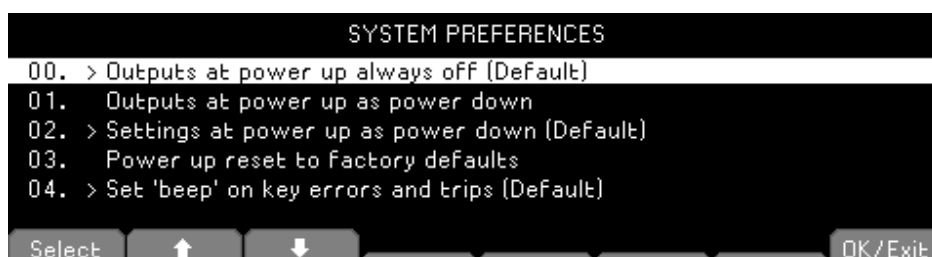 SYSTEM PREFERENCES
00. > Outputs at power up always off (Default)
01. Outputs at power up as power down
02. > Settings at power up as power down (Default)
03. Power up reset to factory defaults
04. > Set 'beep' on key errors and trips (Default)
Select ↑ ↓ OK/Exit